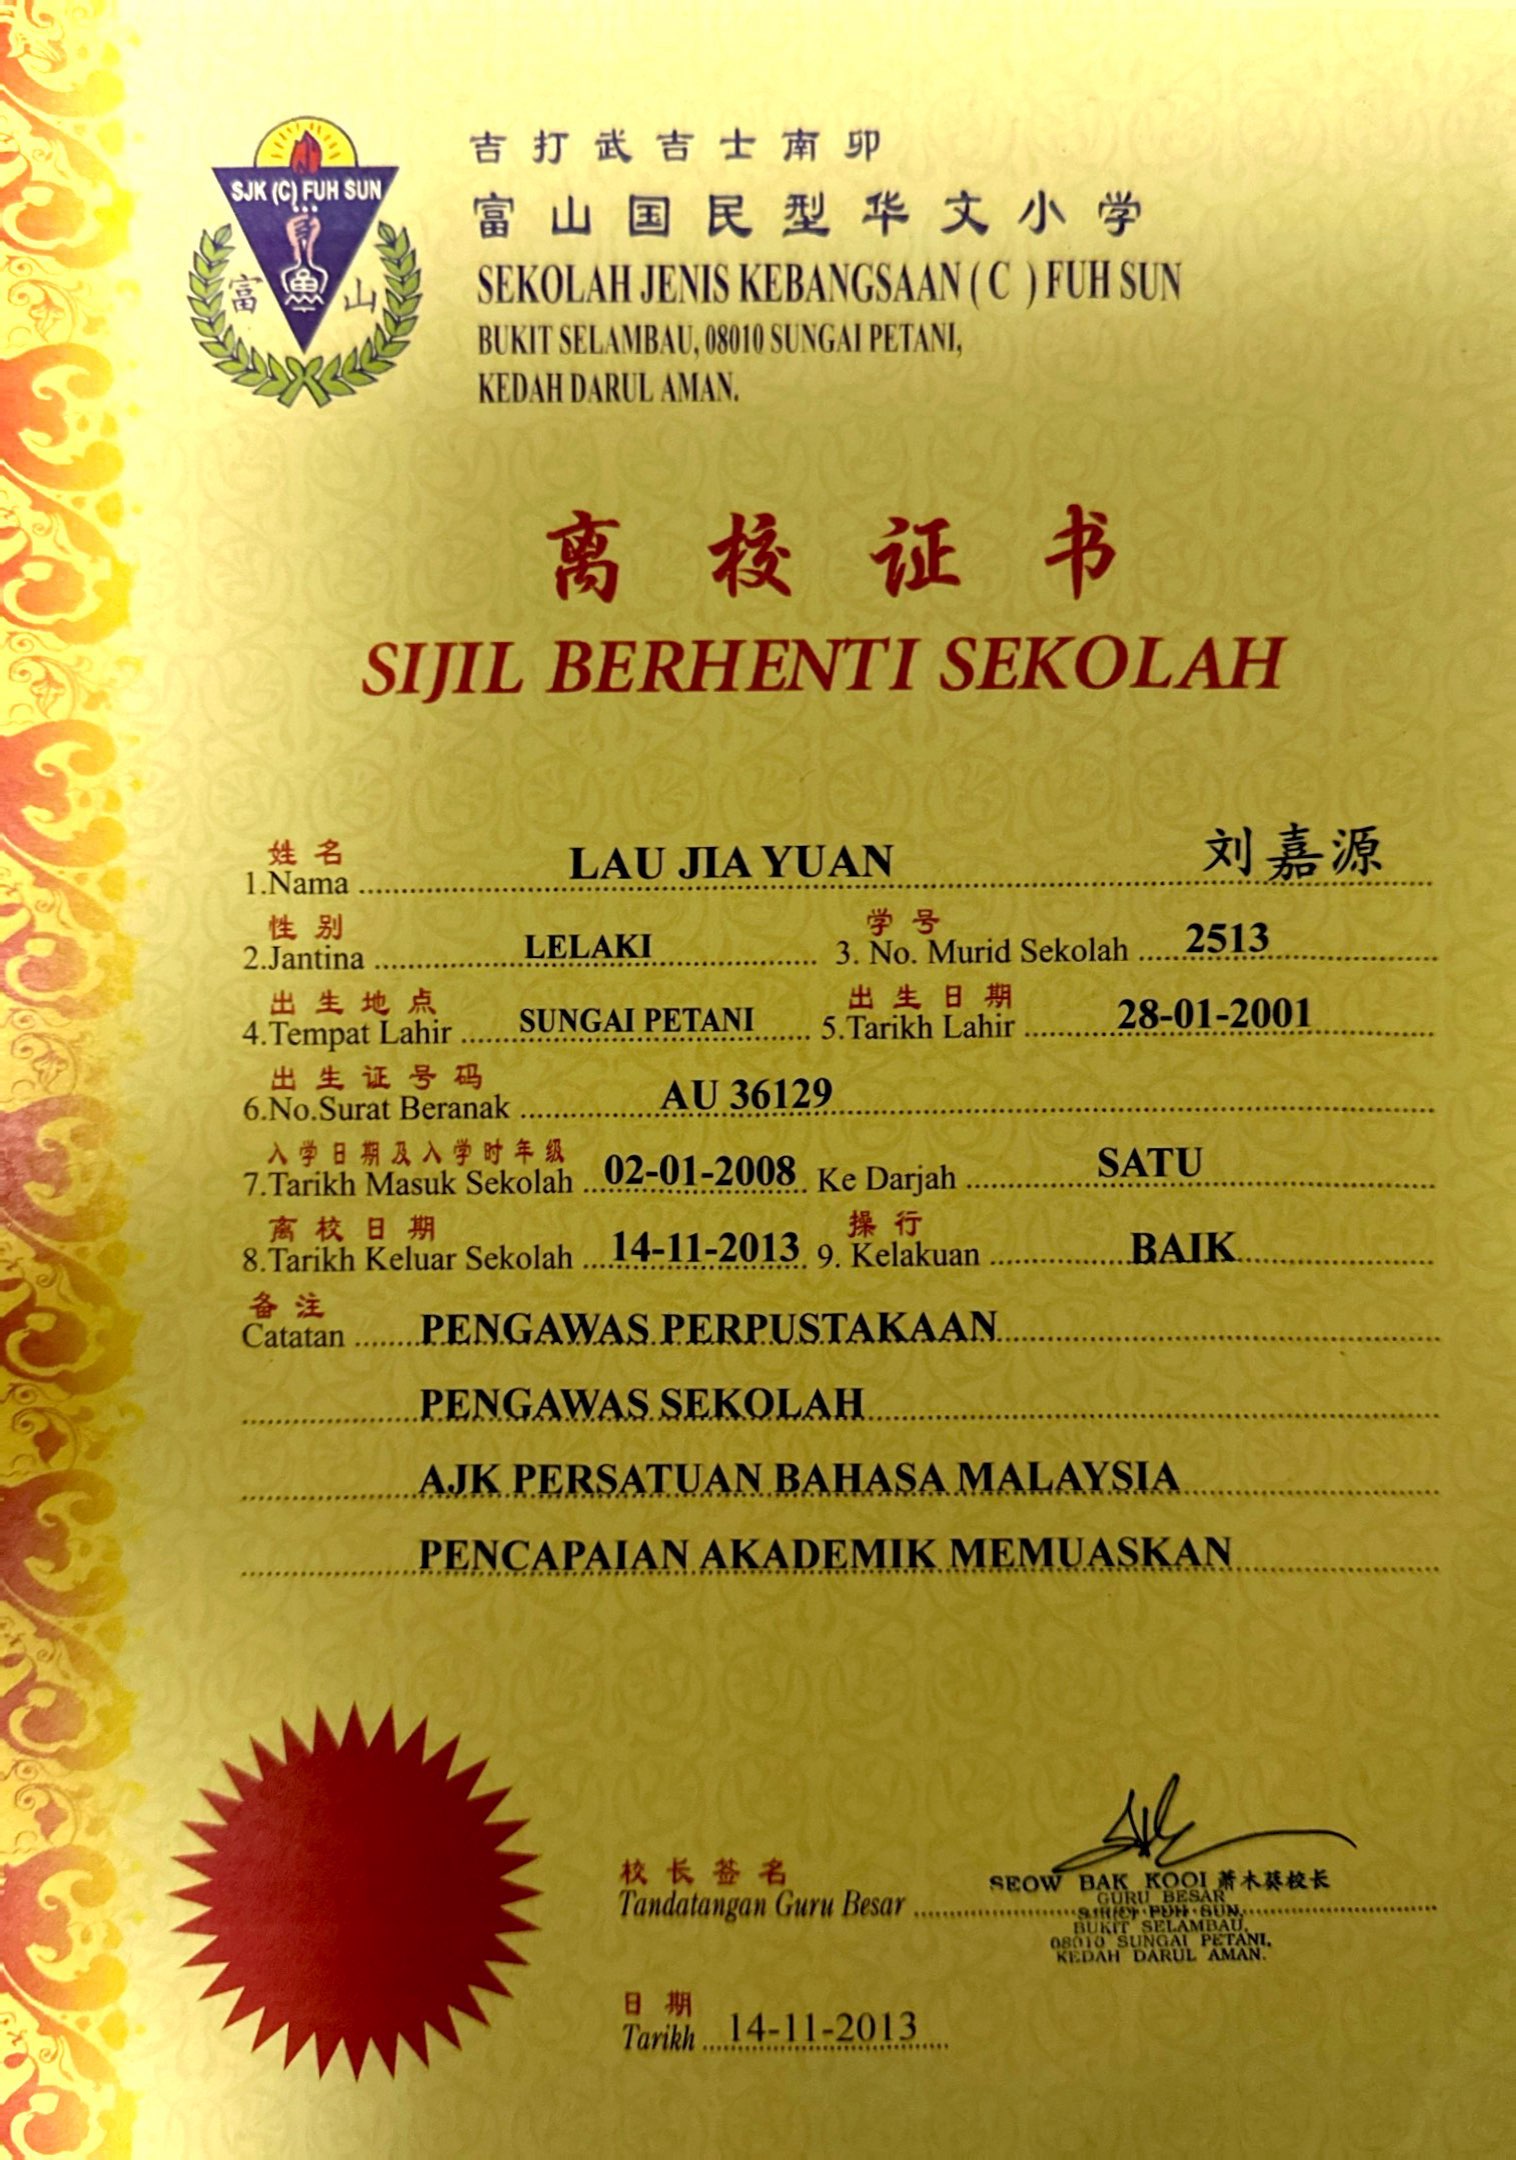 SJK (C) FUH SUN
富 山
吉打武吉士南卯
富山国民型华文小学
SEKOLAH JENIS KEBANGSAAN ( C ) FUH SUN
BUKIT SELAMBAU, 08010 SUNGAI PETANI,
KEDAH DARUL AMAN.
离校证书
SIJIL BERHENTI SEKOLAH
姓名
1.Nama LAU JIA YUAN 刘嘉源
性别 学号
2.Jantina LELAKI 3. No. Murid Sekolah 2513
出生地点 出生日期
4.Tempat Lahir SUNGAI PETANI 5.Tarikh Lahir 28-01-2001
出生证号码
6.No.Surat Beranak AU 36129
入学日期及入学时年级
7.Tarikh Masuk Sekolah 02-01-2008 Ke Darjah SATU
离校日期 操行
8.Tarikh Keluar Sekolah 14-11-2013 9. Kelakuan BAIK
备注
Catatan PENGAWAS PERPUSTAKAAN
PENGAWAS SEKOLAH
AJK PERSATUAN BAHASA MALAYSIA
PENCAPAIAN AKADEMIK MEMUASKAN
校长签名
Tandatangan Guru Besar
SEOW BAK KOOI 萧木葵校长
GURU BESAR
FUH SUN,
BUKIT SELAMBAU,
08010 SUNGAI PETANI,
KEDAH DARUL AMAN.
日期
Tarikh 14-11-2013